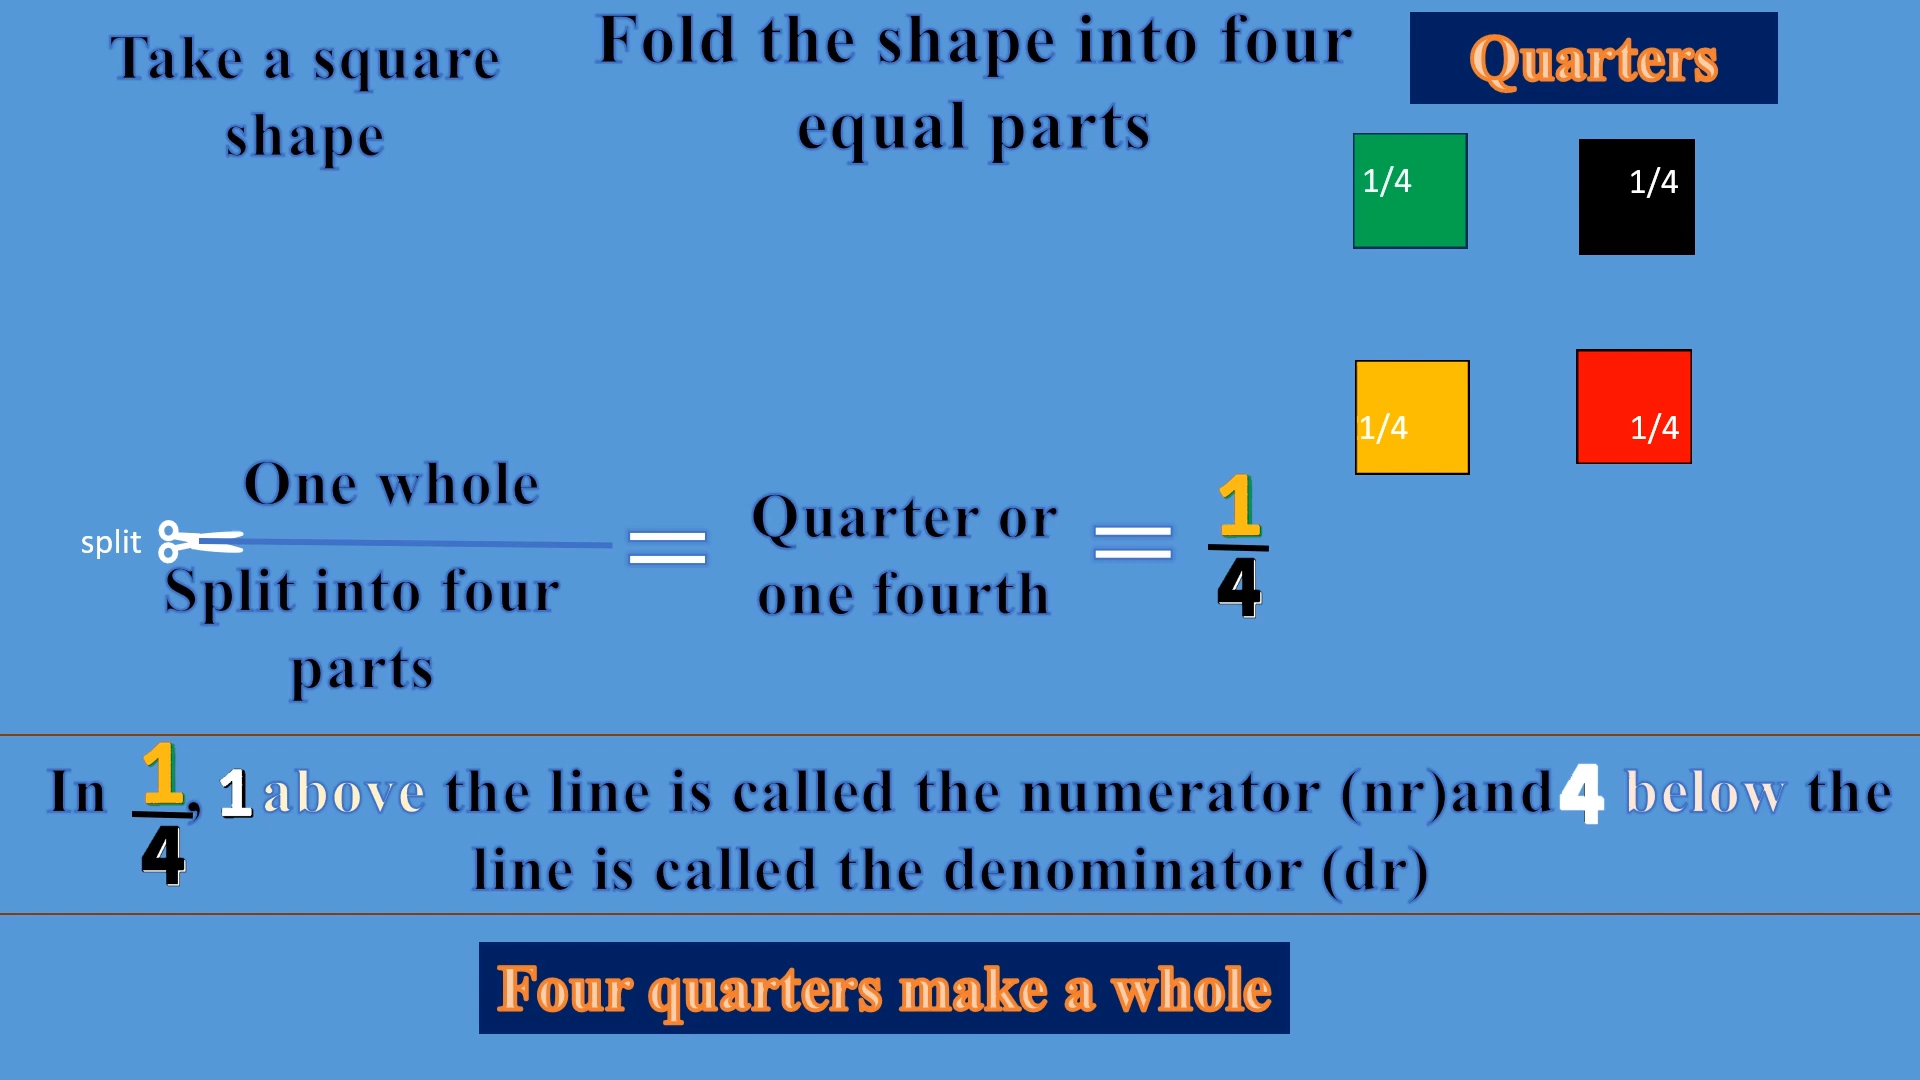 Take a square
shape
Fold the shape into four
equal parts
Quarters
1/4
1/4
1/4
1/4
One whole
split
Split into four
parts
=
Quarter or
one fourth
=
1
4
In 1/4, 1 above the line is called the numerator (nr)and 4 below the
line is called the denominator (dr)
Four quarters make a whole